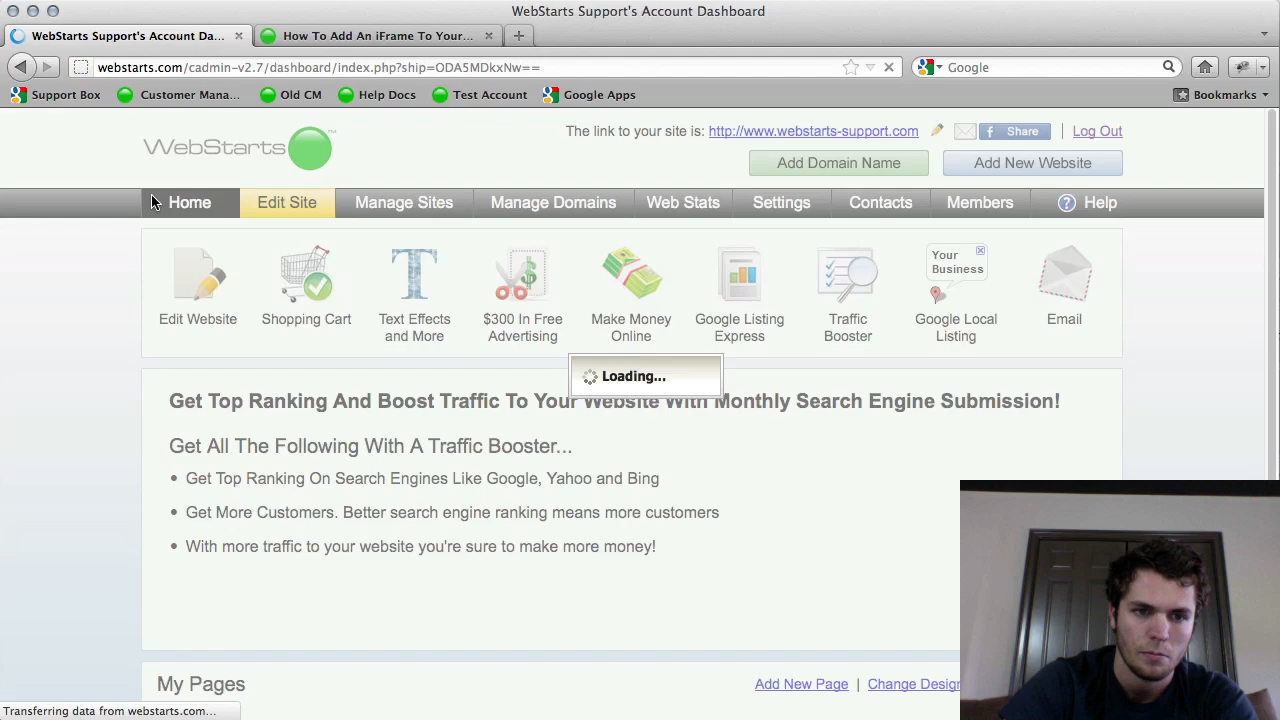 WebStarts Support's Account Dashboard
WebStarts Support's Account Da...
How To Add An iFrame To Your...
webstarts.com/cadmin-v2.7/dashboard/index.php?ship=ODA5MDkxNw==
Google
Support Box
Customer Mana...
Old CM
Help Docs
Test Account
Google Apps
Bookmarks
WebStarts™
The link to your site is: http://www.webstarts-support.com
f Share
Log Out
Add Domain Name
Add New Website
Home
Edit Site
Manage Sites
Manage Domains
Web Stats
Settings
Contacts
Members
? Help
Your
Business
Edit Website
Shopping Cart
Text Effects
and More
$300 In Free
Advertising
Make Money
Online
Google Listing
Express
Traffic
Booster
Google Local
Listing
Email
Loading...
Get Top Ranking And Boost Traffic To Your Website With Monthly Search Engine Submission!
Get All The Following With A Traffic Booster...
• Get Top Ranking On Search Engines Like Google, Yahoo and Bing
• Get More Customers. Better search engine ranking means more customers
• With more traffic to your website you're sure to make more money!
My Pages
Add New Page | Change Design
Transferring data from webstarts.com...